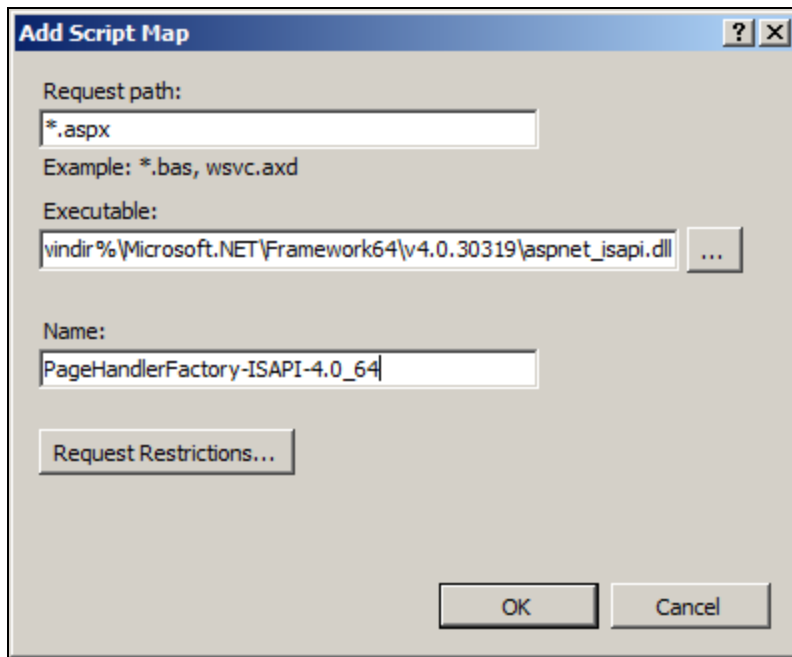 Add Script Map
Request path:
*.aspx
Example: *.bas, wsvc.axd
Executable:
vindir%\Microsoft.NET\Framework64\v4.0.30319\aspnet_isapi.dll
...
Name:
PageHandlerFactory-ISAPI-4.0_64
Request Restrictions...
OK Cancel